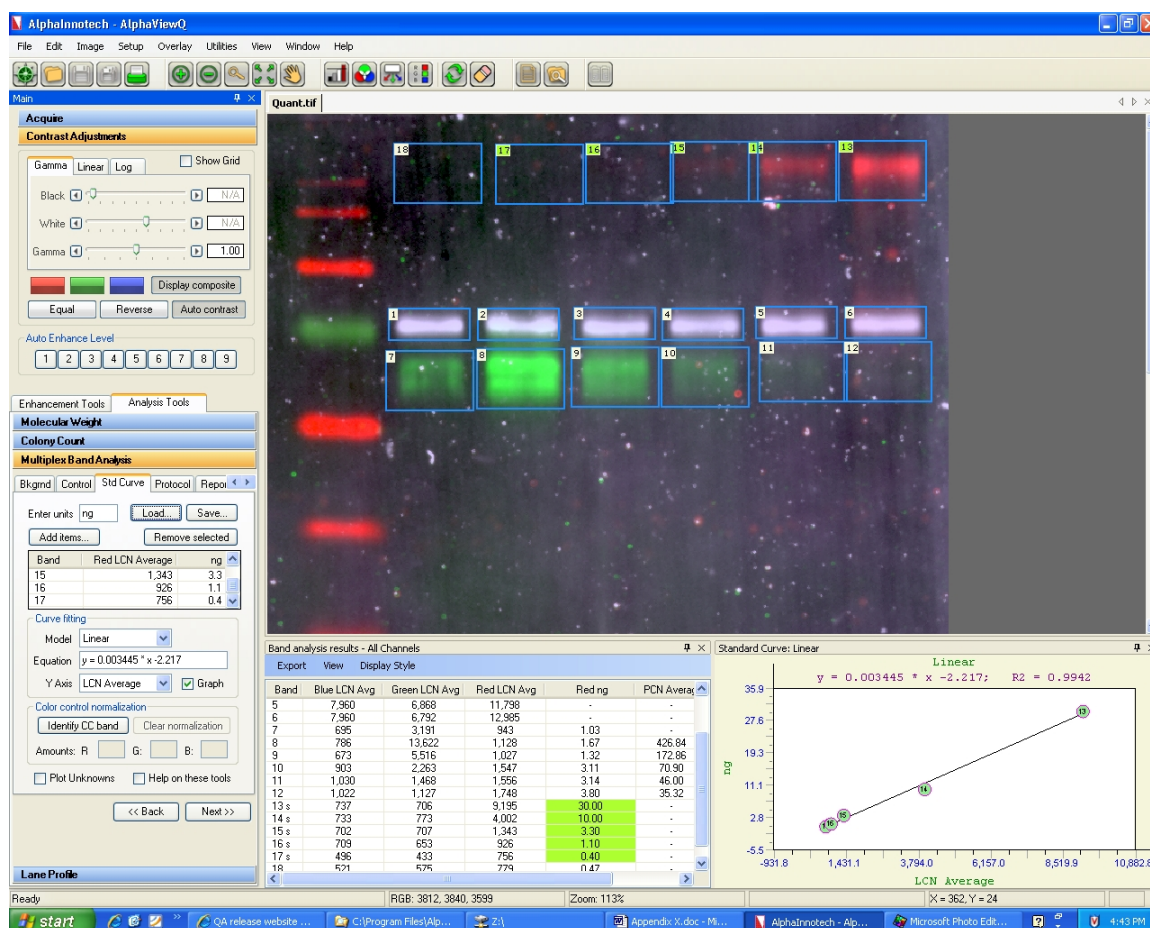 AlphaInnotech - AlphaViewQ
File Edit Image Setup Overlay Utilities View Window Help
Main
Quant.tif
Acquire
Contrast Adjustments
Gamma Linear Log Show Grid
Black N/A
White N/A
Gamma 1.00
Display composite
Equal Reverse Auto contrast
Auto Enhance Level
1 2 3 4 5 6 7 8 9
Enhancement Tools Analysis Tools
Molecular Weight
Colony Count
Multiplex Band Analysis
Bkgrnd Control Std Curve Protocol Repor
Enter units ng Load... Save...
Add items... Remove selected
Band Red LCN Average ng
15 1,343 3.3
16 926 1.1
17 756 0.4
Curve fitting
Model Linear
Equation y = 0.003445 * x -2.217
Y Axis LCN Average Graph
Color control normalization
Identify CC band Clear normalization
Amounts: R G: B:
Plot Unknowns Help on these tools
<< Back Next >>
Lane Profile
18 17 16 15 14 13
1 2 3 4 5 6
7 8 9 10 11 12
Band analysis results - All Channels
Export View Display Style
Band Blue LCN Avg Green LCN Avg Red LCN Avg Red ng PCN Averag
5 7,960 6,868 11,798 - -
6 7,960 6,792 12,985 - -
7 695 3,191 943 1.03 -
8 786 13,622 1,128 1.67 426.84
9 673 5,516 1,027 1.32 172.86
10 903 2,263 1,547 3.11 70.90
11 1,030 1,468 1,556 3.14 46.00
12 1,022 1,127 1,748 3.80 35.32
13 s 737 706 9,195 30.00 -
14 s 733 773 4,002 10.00 -
15 s 702 707 1,343 3.30 -
16 s 709 653 926 1.10 -
17 s 496 433 756 0.40 -
18 521 575 779 0.47 -
Standard Curve: Linear
Linear
y = 0.003445 * x -2.217; R2 = 0.9942
35.9
27.6
19.3
11.1
2.8
-5.5
ng
13
14
15
16
-931.8 1,431.1 3,794.0 6,157.0 8,519.9 10,882.8
LCN Average
Ready RGB: 3812, 3840, 3599 Zoom: 113% X = 362, Y = 24
start QA release website ... C:\Program Files\Alp... Z:\ Appendix X.doc - Mi... AlphaInnotech - Alp... Microsoft Photo Edit... 4:43 PM